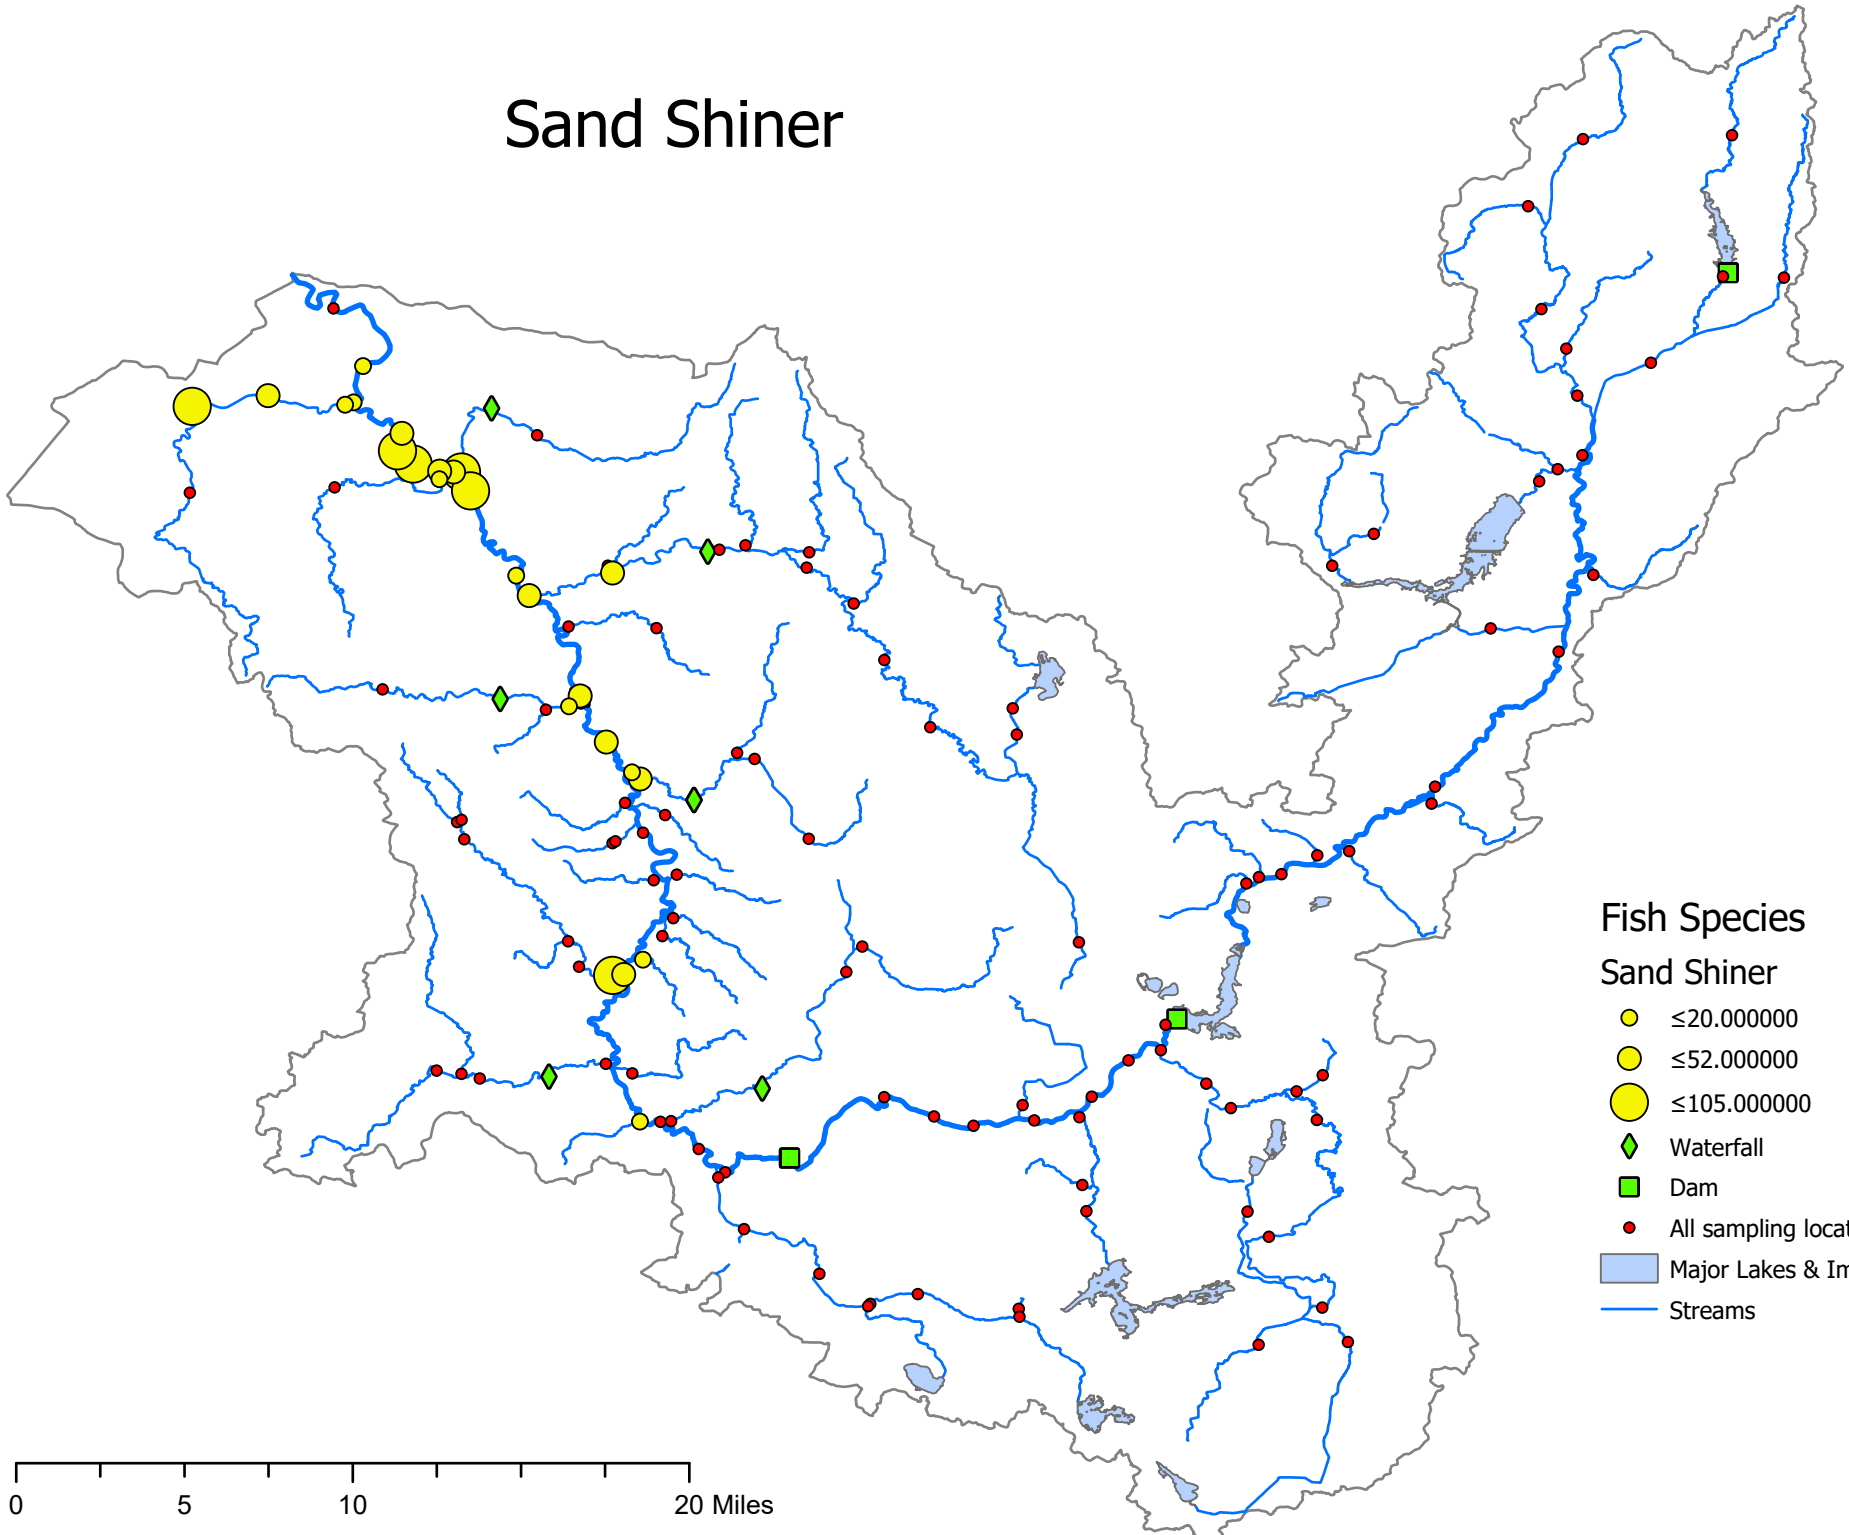 Sand Shiner
Fish Species
Sand Shiner
≤20.000000
≤52.000000
≤105.000000
Waterfall
Dam
All sampling locat
Major Lakes & Im
Streams
0 5 10 20 Miles